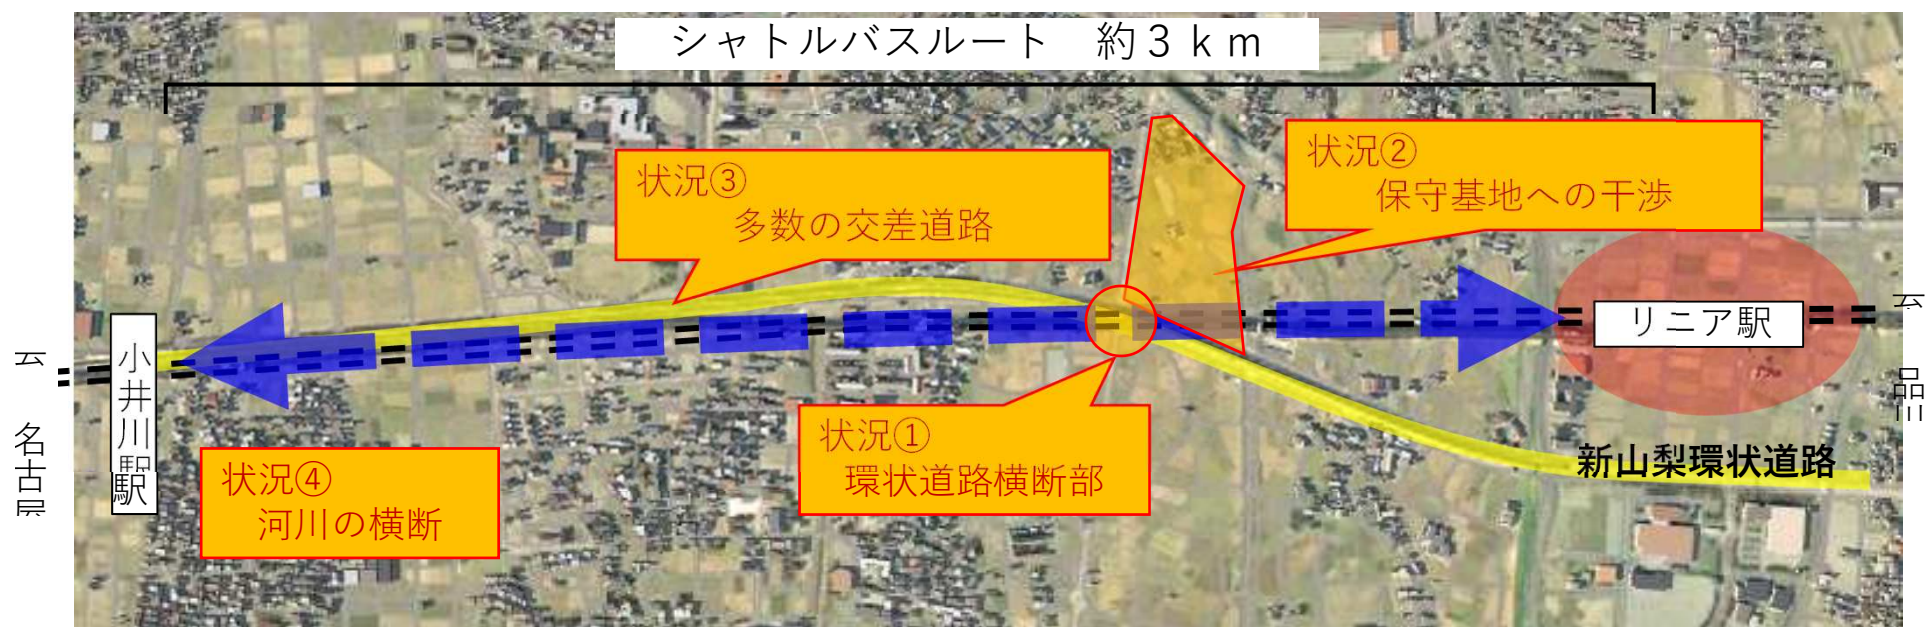 シャトルバスルート　約３ｋｍ
状況②
保守基地への干渉
状況③
多数の交差道路
リニア駅
小井川駅
駅
名古屋
品川
状況①
環状道路横断部
新山梨環状道路
状況④
河川の横断